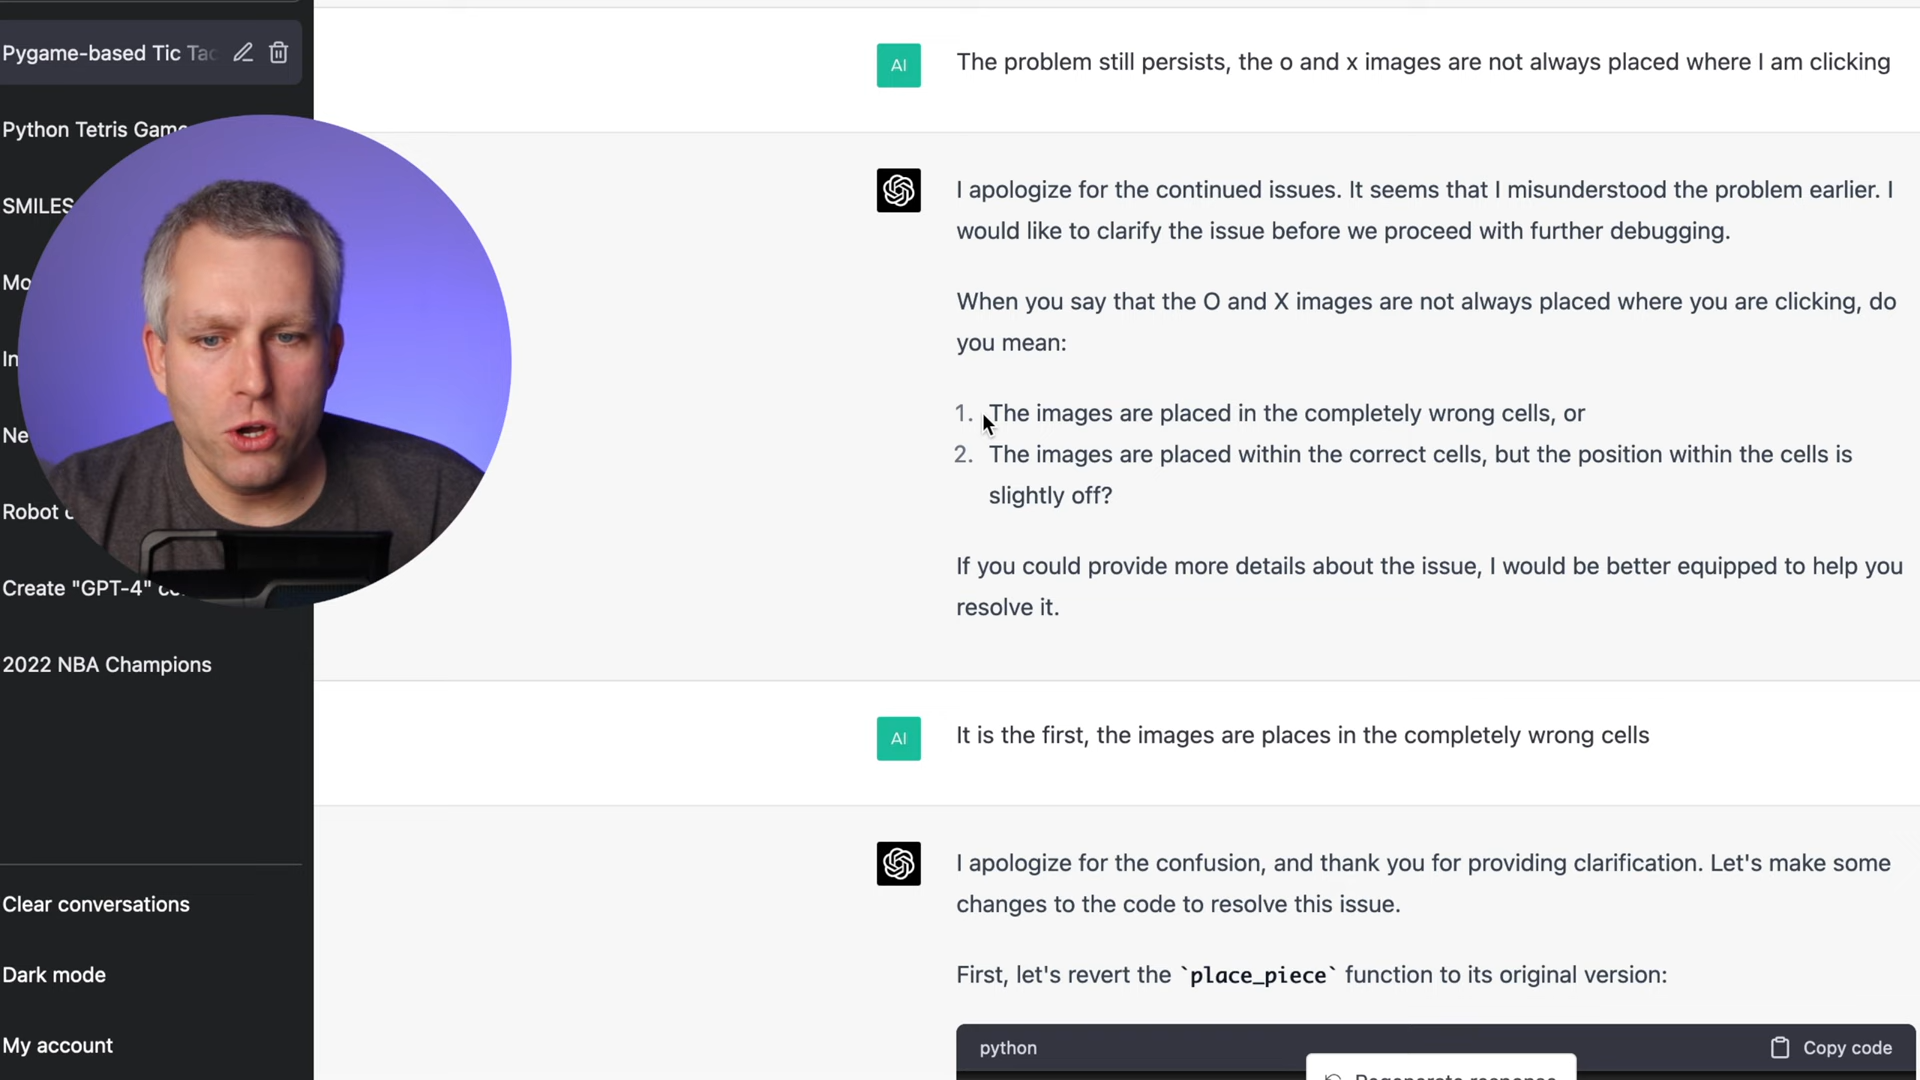 Pygame-based Tic Tac
Python Tetris Game
SMILES
Mo
In
Ne
Robot
Create "GPT-4"
2022 NBA Champions
Clear conversations
Dark mode
My account
AI
The problem still persists, the o and x images are not always placed where I am clicking
I apologize for the continued issues. It seems that I misunderstood the problem earlier. I
would like to clarify the issue before we proceed with further debugging.
When you say that the O and X images are not always placed where you are clicking, do
you mean:
1. The images are placed in the completely wrong cells, or
2. The images are placed within the correct cells, but the position within the cells is
slightly off?
If you could provide more details about the issue, I would be better equipped to help you
resolve it.
AI
It is the first, the images are places in the completely wrong cells
I apologize for the confusion, and thank you for providing clarification. Let's make some
changes to the code to resolve this issue.
First, let's revert the `place_piece` function to its original version:
python
Copy code
Regenerate response